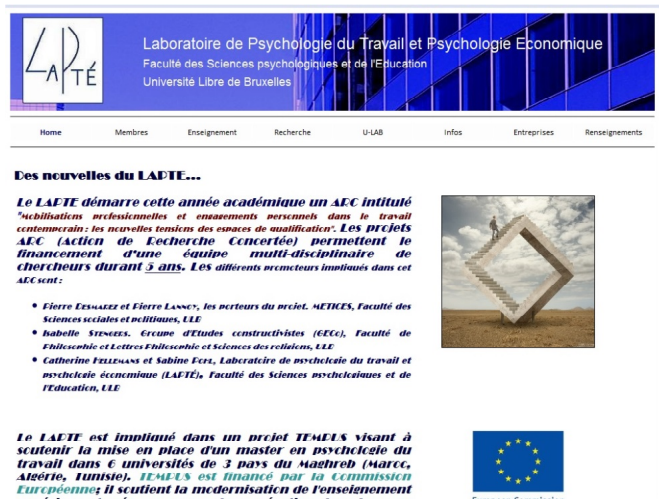 LAPTÉ
Laboratoire de Psychologie du Travail et Psychologie Economique
Faculté des Sciences psychologiques et de l'Education
Université Libre de Bruxelles
Home Membres Enseignement Recherche U-LAB Infos Entreprises Renseignements
Des nouvelles du LAPTE...
Le LAPTE démarre cette année académique un ARC intitulé
"Mobilisations professionnelles et engagements personnels dans le travail
contemporain : les nouvelles tensions des espaces de qualification". Les projets
ARC (Action de Recherche Concertée) permettent le
financement d'une équipe multi-disciplinaire de
chercheurs durant 5 ans. Les différents promoteurs impliqués dans cet
ARC sont :
• Pierre Desmarez et Pierre Lannoy, les porteurs du projet. METICES, Faculté des
Sciences sociales et politiques, ULB
• Isabelle Stengers. Groupe d'Etudes constructivistes (GECo), Faculté de
Philosophie et Lettres Philosophie et Sciences des religions, ULB
• Catherine Hellemans et Sabine Pohl, Laboratoire de psychologie du travail et
psychologie économique (LAPTÉ), Faculté des Sciences psychologiques et de
l'Education, ULB
Le LAPTE est impliqué dans un projet TEMPUS visant à
soutenir la mise en place d'un master en psychologie du
travail dans 6 universités de 3 pays du Maghreb (Maroc,
Algérie, Tunisie). TEMPUS est financé par la Commission
Européenne; il soutient la modernisation de l'enseignement